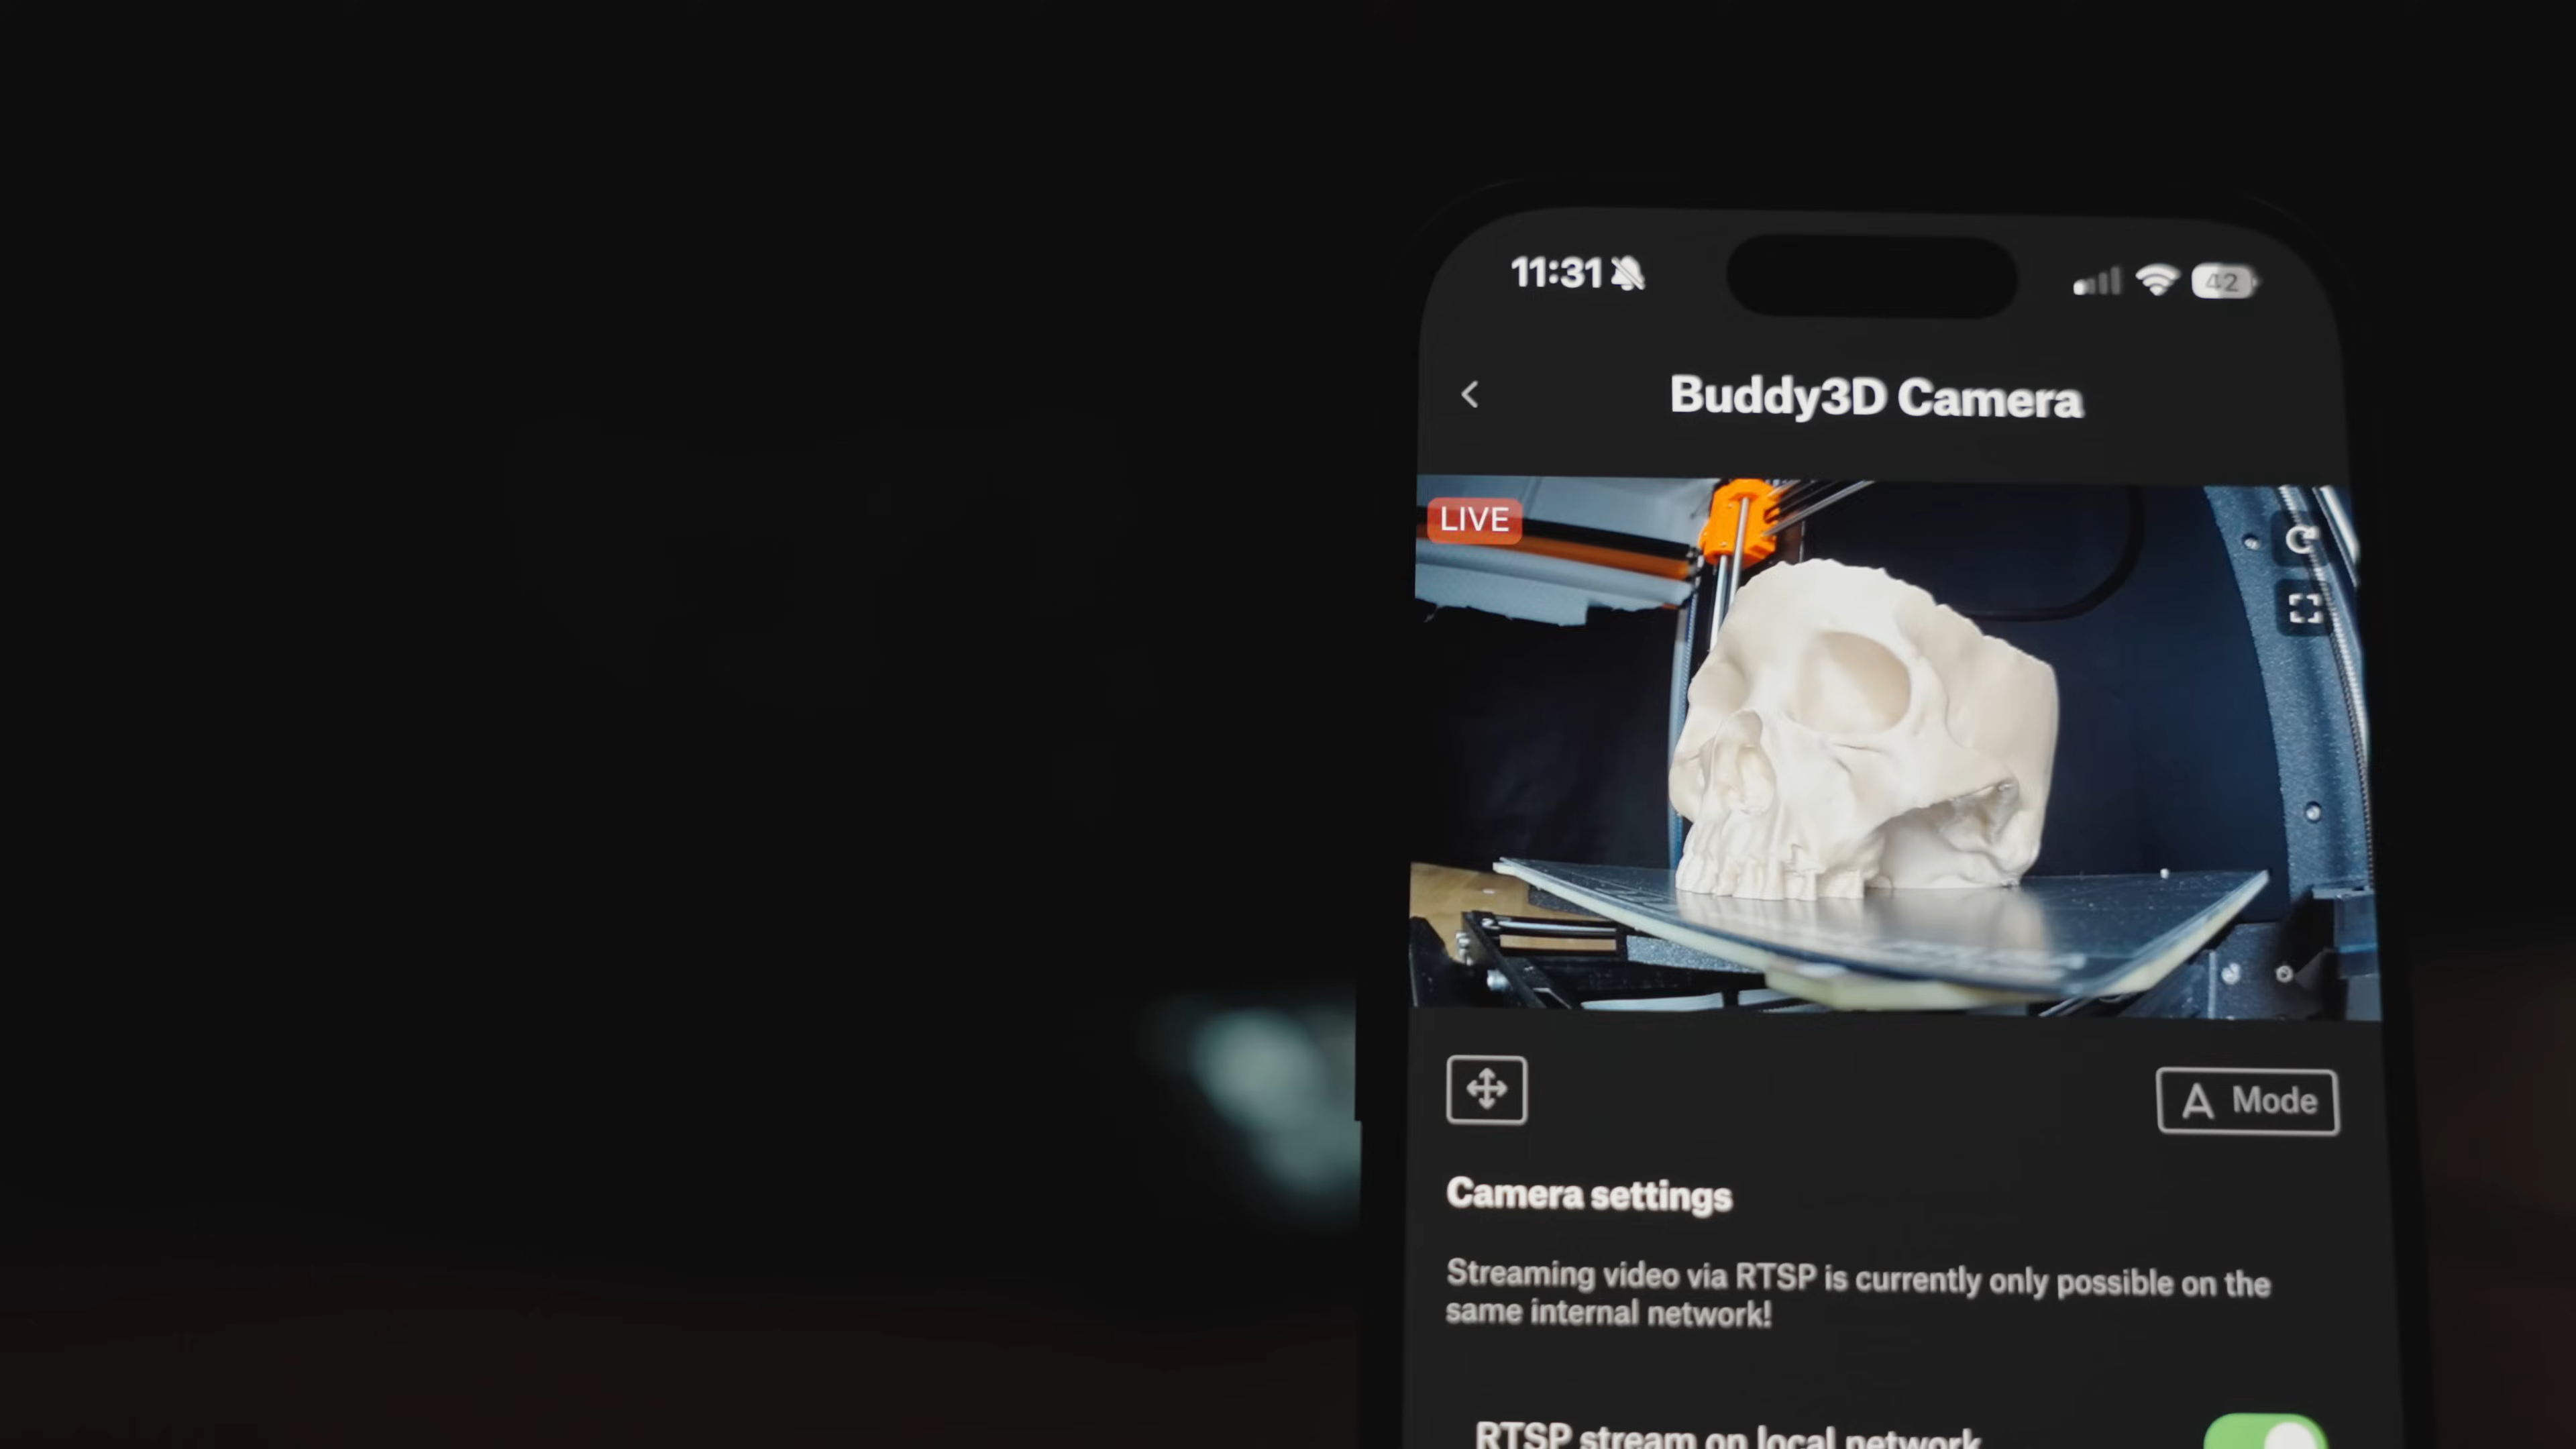 11:31
42
Buddy3D Camera
LIVE
A Mode
Camera settings
Streaming video via RTSP is currently only possible on the
same internal network!
RTSP stream on local network